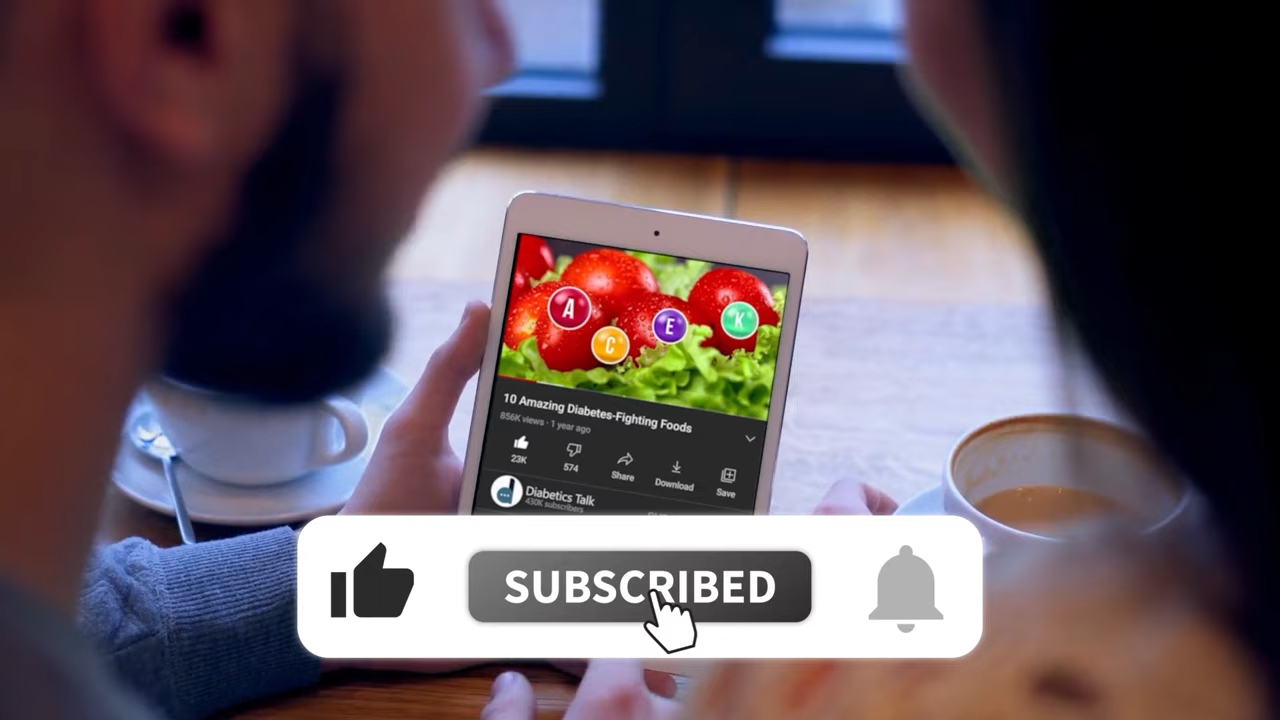 A
C
E
K
10 Amazing Diabetes-Fighting Foods
856K views · 1 year ago
23K
574
Share
Download
Save
Diabetics Talk
430K subscribers
SUBSCRIBED